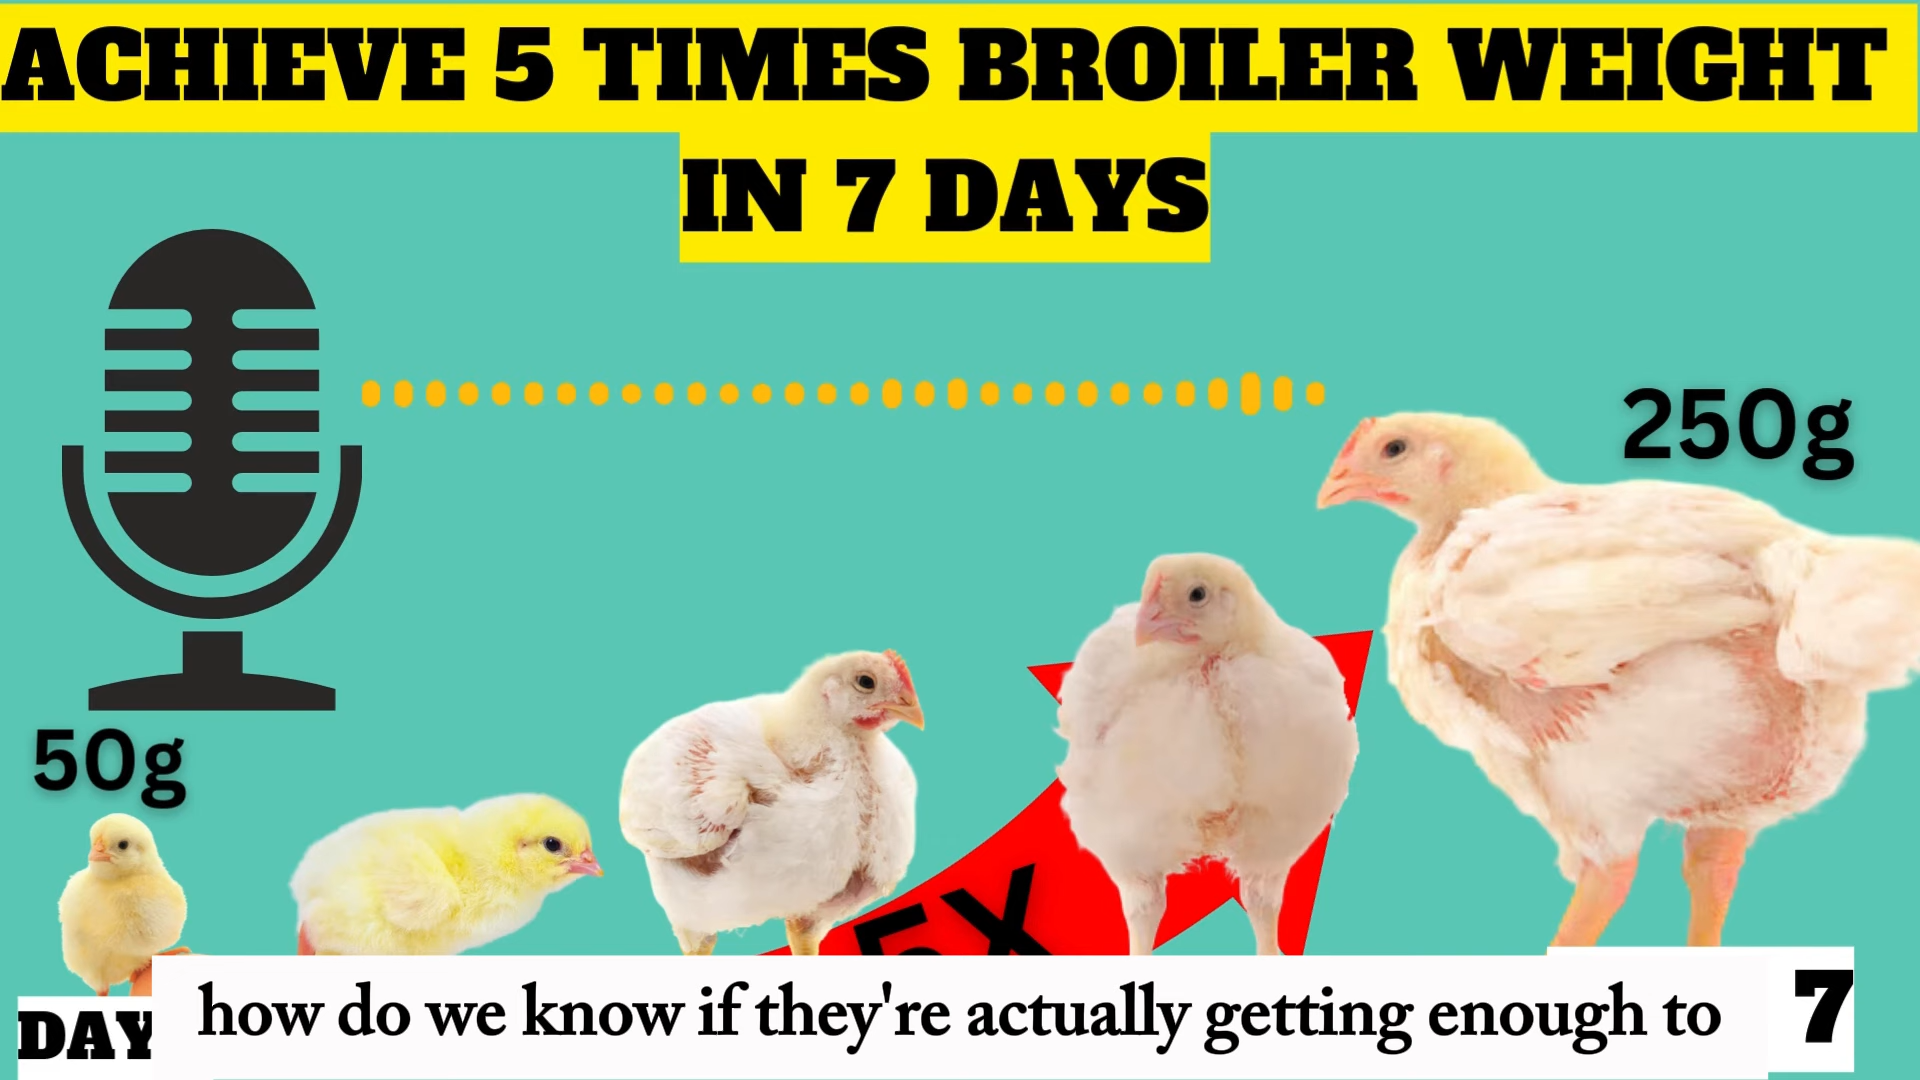 ACHIEVE 5 TIMES BROILER WEIGHT
IN 7 DAYS
250g
50g
5X
how do we know if they're actually getting enough to
DAY
7